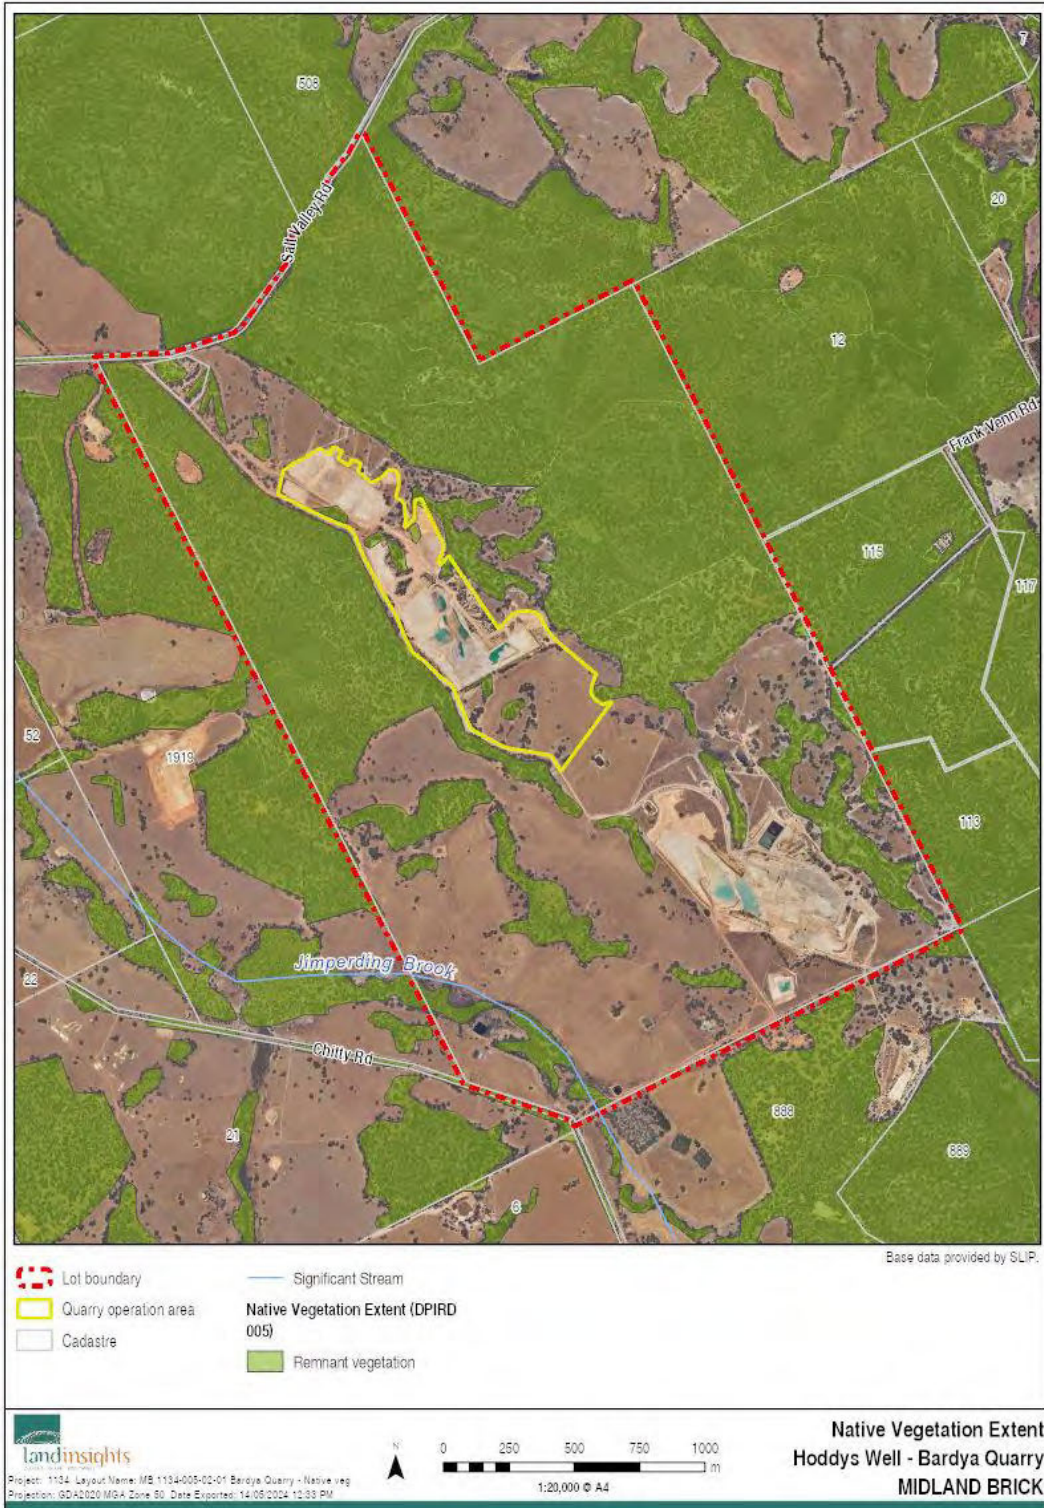 7
508
Salt Valley Rd
20
12
Frank Venn Rd
115
117
52
1919
113
Jimperding Brook
22
Chitty Rd
888
21
889
6
Base data provided by SLIP.
Lot boundary
Quarry operation area
Cadastre
Significant Stream
Native Vegetation Extent (DPIRD
005)
Remnant vegetation
landinsights
Project: 1134 Layout Name: MB 1134-005-02-01 Bardya Quarry - Native veg
Projection: GDA2020 MGA Zone 50 Date Exported: 14/05/2024 12:33 PM
N
0 250 500 750 1000
m
1:20,000 @ A4
Native Vegetation Extent
Hoddys Well - Bardya Quarry
MIDLAND BRICK